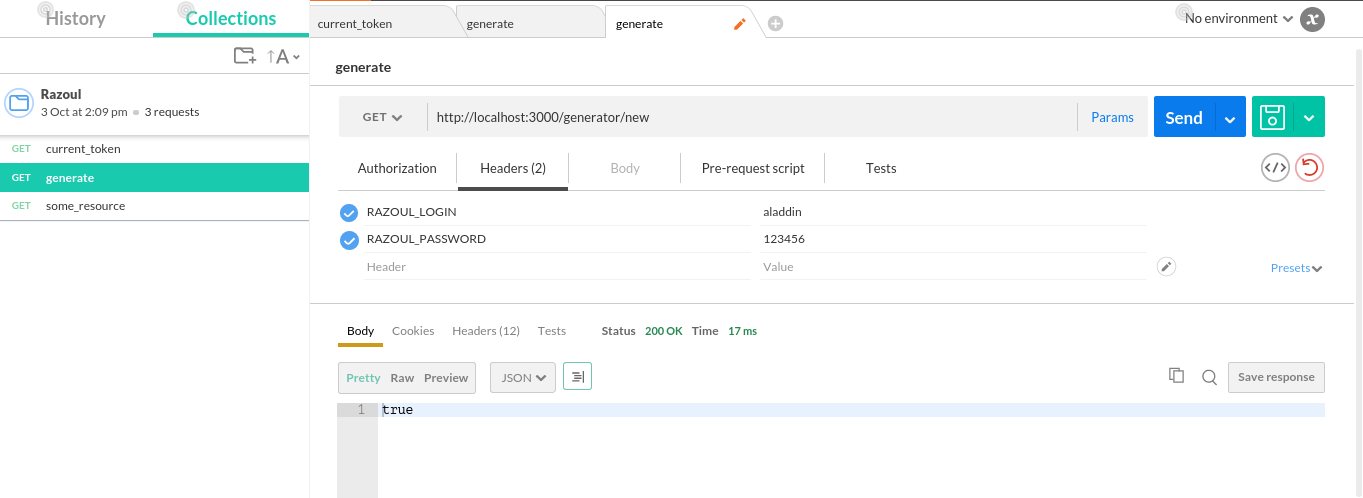 History Collections
current_token generate generate No environment
A
Razoul
3 Oct at 2:09 pm 3 requests
GET current_token
GET generate
GET some_resource
generate
GET http://localhost:3000/generator/new Params Send
Authorization Headers (2) Body Pre-request script Tests
RAZOUL_LOGIN aladdin
RAZOUL_PASSWORD 123456
Header Value Presets
Body Cookies Headers (12) Tests Status 200 OK Time 17 ms
Pretty Raw Preview JSON Save response
1 true